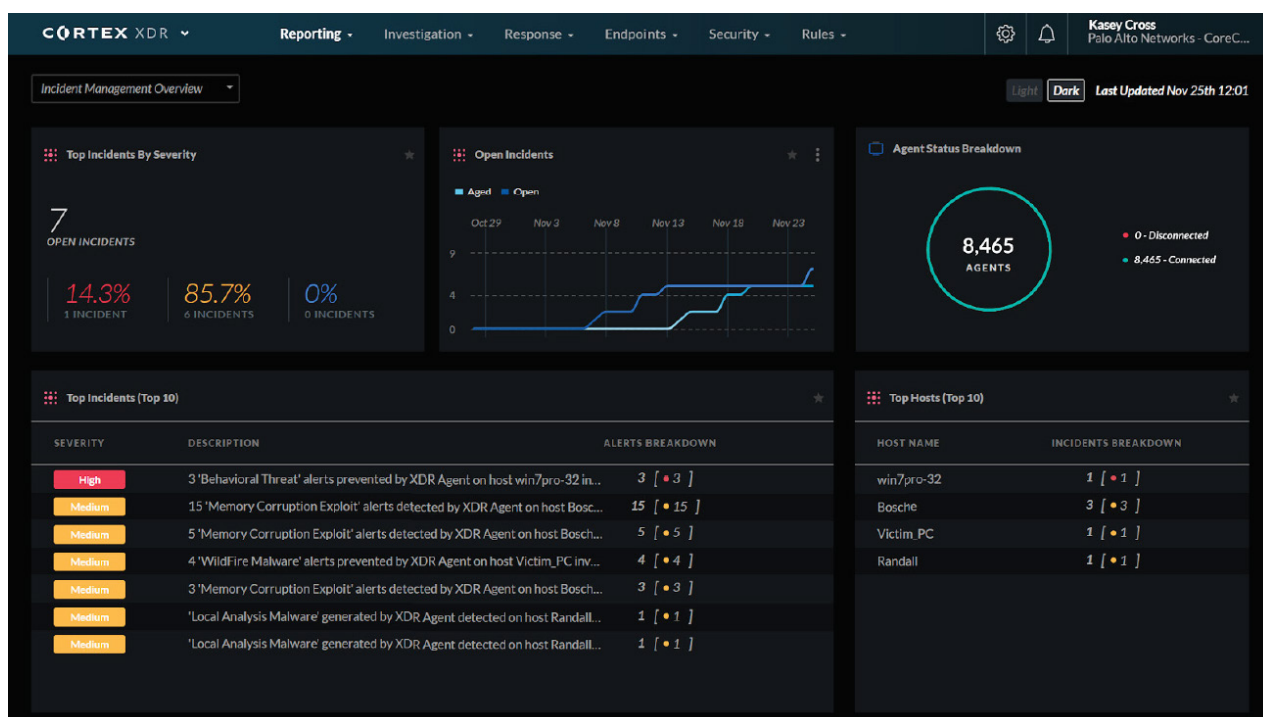 CORTEX XDR
Reporting
Investigation
Response
Endpoints
Security
Rules
Kasey Cross
Palo Alto Networks - CoreC...
Incident Management Overview
Light
Dark
Last Updated Nov 25th 12:01
Top Incidents By Severity
7
OPEN INCIDENTS
14.3%
1 INCIDENT
85.7%
6 INCIDENTS
0%
0 INCIDENTS
Open Incidents
Aged
Open
Oct 29 Nov 3 Nov 8 Nov 13 Nov 18 Nov 23
9
4
0
Agent Status Breakdown
8,465
AGENTS
0 - Disconnected
8,465 - Connected
Top Incidents (Top 10)
SEVERITY DESCRIPTION ALERTS BREAKDOWN
High 3 'Behavioral Threat' alerts prevented by XDR Agent on host win7pro-32 in... 3 [ • 3 ]
Medium 15 'Memory Corruption Exploit' alerts detected by XDR Agent on host Bosc... 15 [ • 15 ]
Medium 5 'Memory Corruption Exploit' alerts detected by XDR Agent on host Bosch... 5 [ • 5 ]
Medium 4 'WildFire Malware' alerts prevented by XDR Agent on host Victim_PC inv... 4 [ • 4 ]
Medium 3 'Memory Corruption Exploit' alerts detected by XDR Agent on host Bosch... 3 [ • 3 ]
Medium 'Local Analysis Malware' generated by XDR Agent detected on host Randall... 1 [ • 1 ]
Medium 'Local Analysis Malware' generated by XDR Agent detected on host Randall... 1 [ • 1 ]
Top Hosts (Top 10)
HOST NAME INCIDENTS BREAKDOWN
win7pro-32 1 [ • 1 ]
Bosche 3 [ • 3 ]
Victim_PC 1 [ • 1 ]
Randall 1 [ • 1 ]